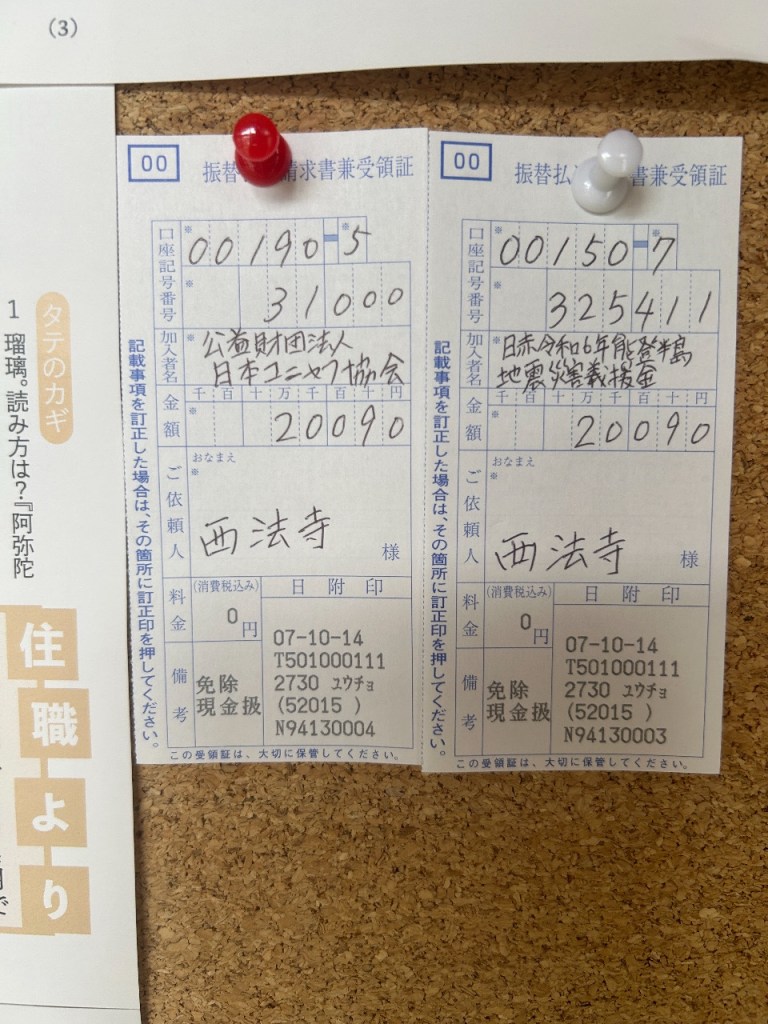 (3)
タテのカギ
1 瑠璃。読み方は?『阿弥陀
住職より
00
振替 請求書兼受領証
口座記号番号
00190-5
31000
加入者名
公益財団法人
日本ユニセフ協会
金額
千百十万千百十円
20090
ご依頼人
おなまえ
西法寺 様
料金
(消費税込み)
0円
日附印
07-10-14
T501000111
2730 ユウチョ
(52015 )
N94130004
備考
免除
現金扱
この受領証は、大切に保管してください。
記載事項を訂正した場合は、その箇所に訂正印を押してください。
00
振替払 書兼受領証
口座記号番号
00150-7
325411
加入者名
日赤令和6年能登半島
地震災害義援金
金額
千百十万千百十円
20090
ご依頼人
おなまえ
西法寺 様
料金
(消費税込み)
0円
日附印
07-10-14
T501000111
2730 ユウチョ
(52015 )
N94130003
備考
免除
現金扱
この受領証は、大切に保管してください。
記載事項を訂正した場合は、その箇所に訂正印を押してください。